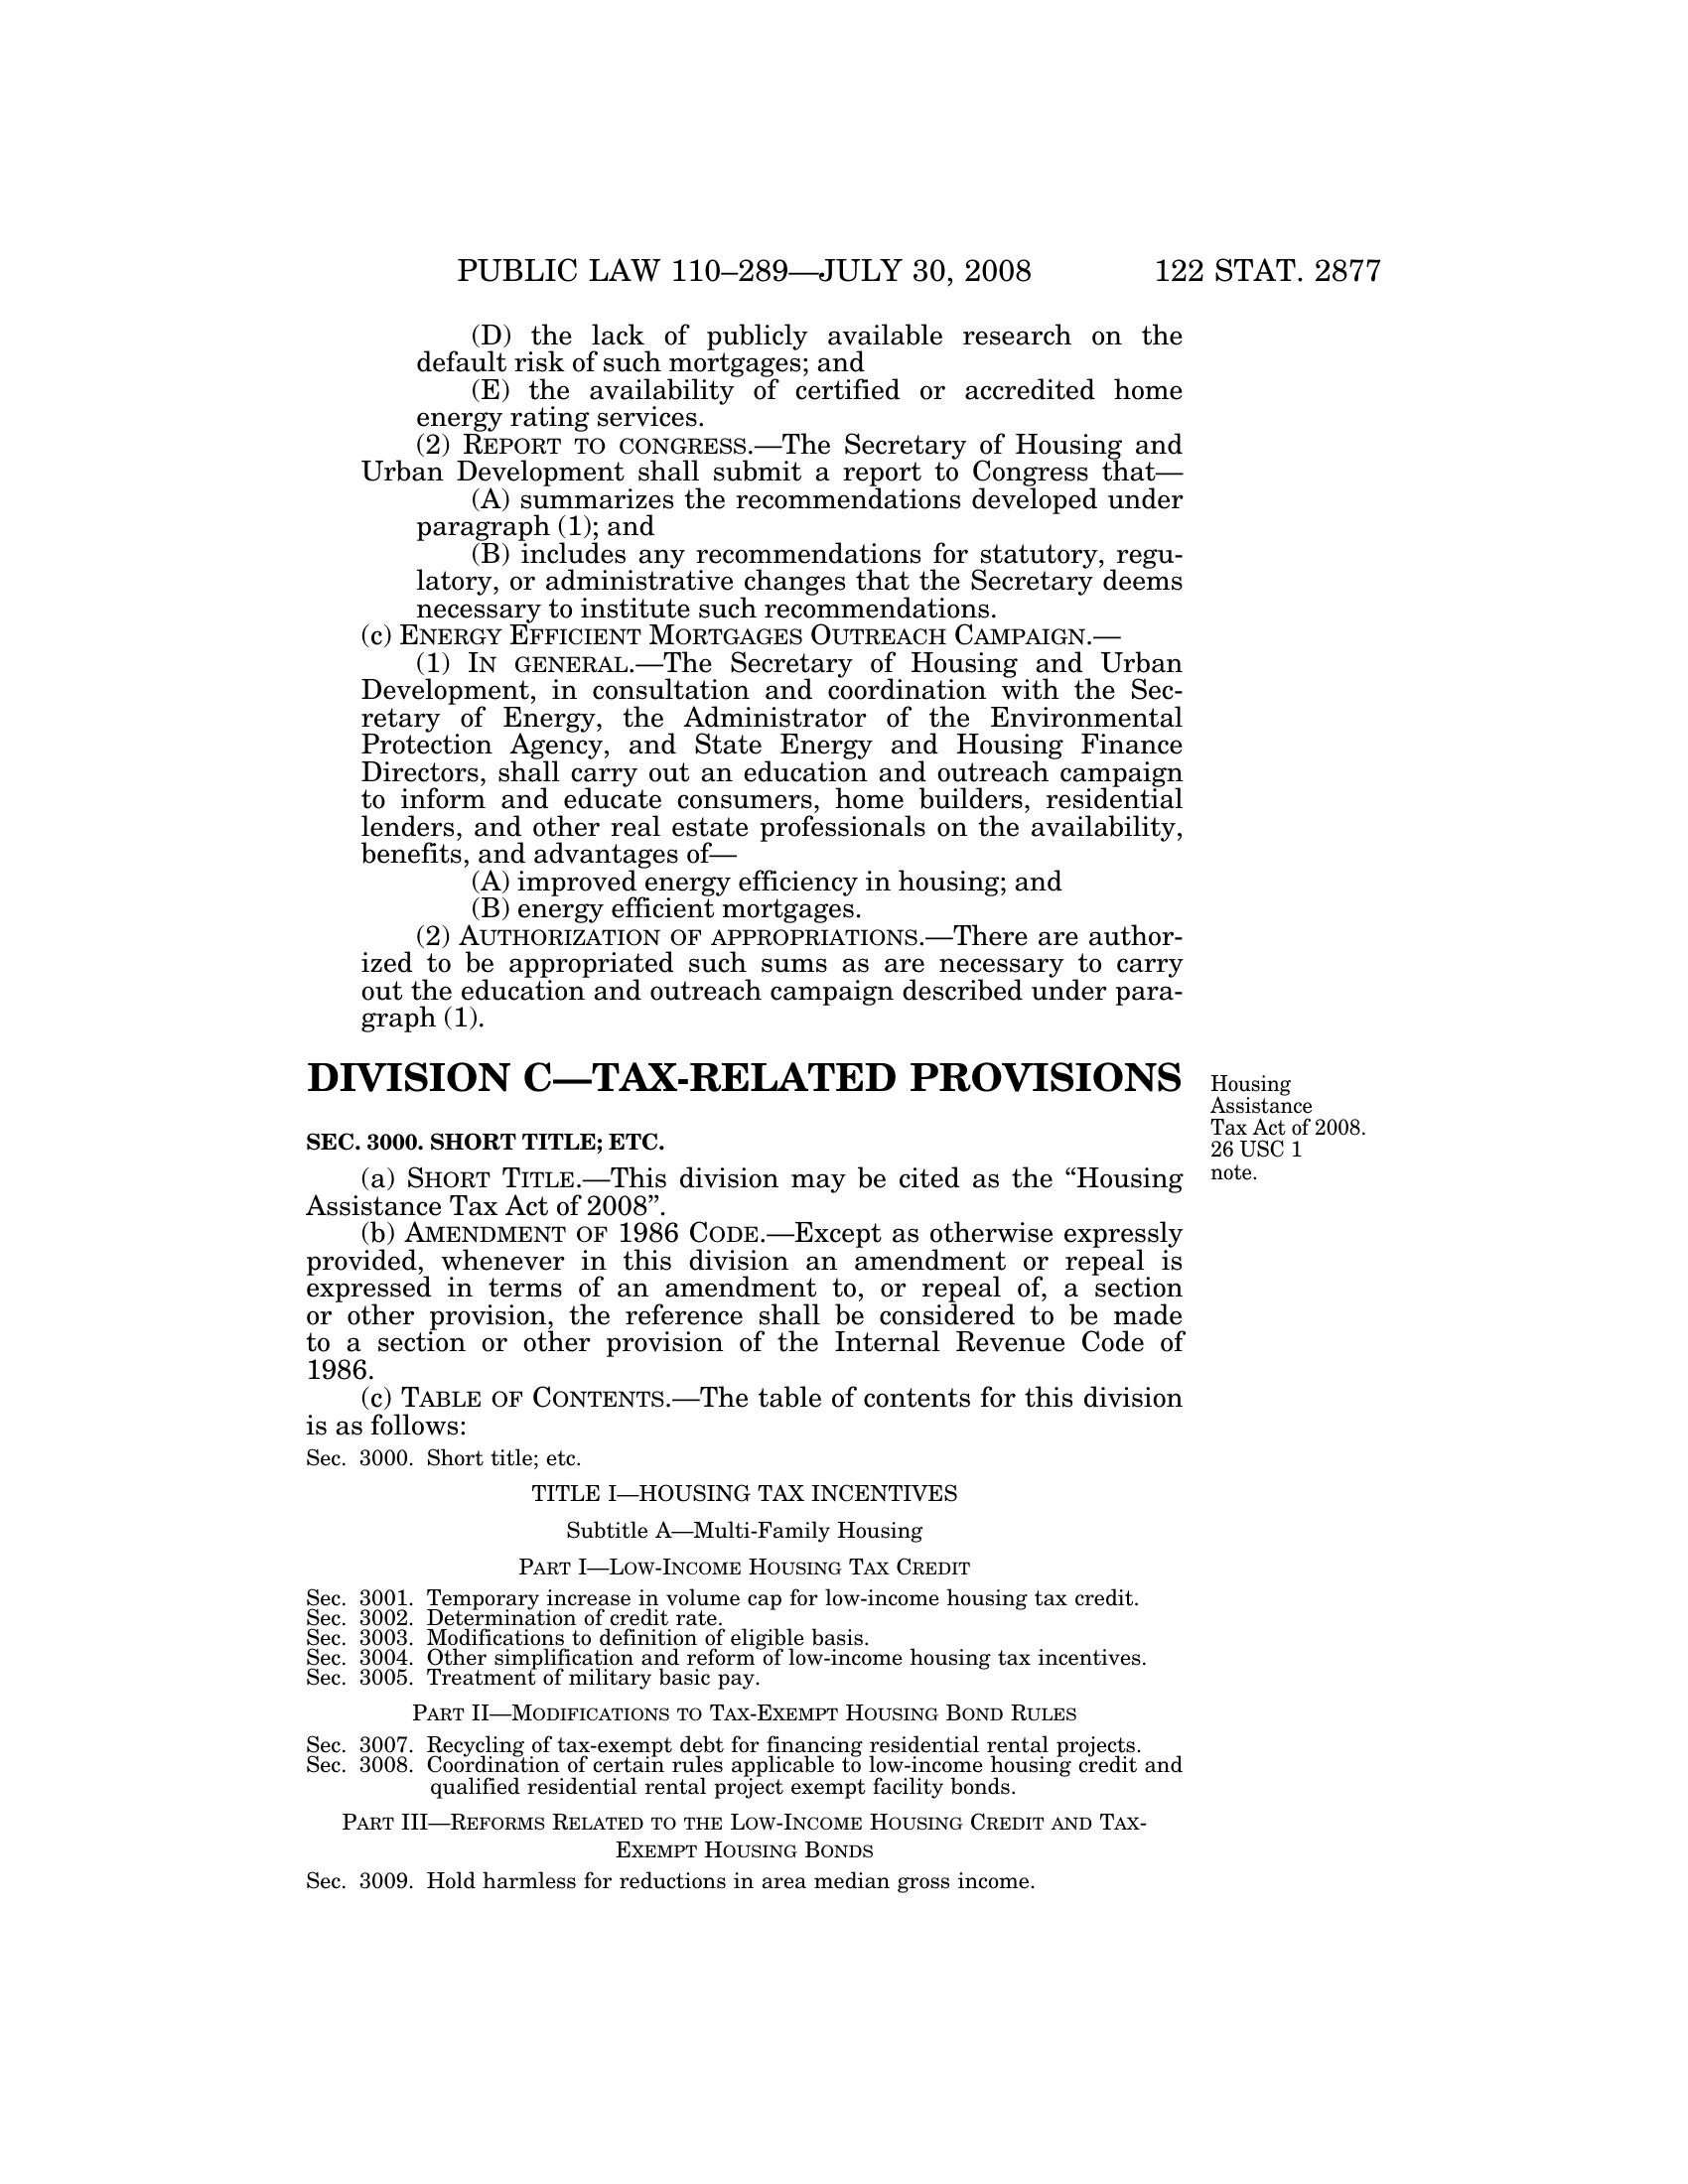 PUBLIC LAW 110–289—JULY 30, 2008 122 STAT. 2877
(D) the lack of publicly available research on the
default risk of such mortgages; and
(E) the availability of certified or accredited home
energy rating services.
(2) REPORT TO CONGRESS.—The Secretary of Housing and
Urban Development shall submit a report to Congress that—
(A) summarizes the recommendations developed under
paragraph (1); and
(B) includes any recommendations for statutory, regu-
latory, or administrative changes that the Secretary deems
necessary to institute such recommendations.
(c) ENERGY EFFICIENT MORTGAGES OUTREACH CAMPAIGN.—
(1) IN GENERAL.—The Secretary of Housing and Urban
Development, in consultation and coordination with the Sec-
retary of Energy, the Administrator of the Environmental
Protection Agency, and State Energy and Housing Finance
Directors, shall carry out an education and outreach campaign
to inform and educate consumers, home builders, residential
lenders, and other real estate professionals on the availability,
benefits, and advantages of—
(A) improved energy efficiency in housing; and
(B) energy efficient mortgages.
(2) AUTHORIZATION OF APPROPRIATIONS.—There are author-
ized to be appropriated such sums as are necessary to carry
out the education and outreach campaign described under para-
graph (1).
DIVISION C—TAX-RELATED PROVISIONS
Housing
Assistance
Tax Act of 2008.
26 USC 1
note.
SEC. 3000. SHORT TITLE; ETC.
(a) SHORT TITLE.—This division may be cited as the “Housing
Assistance Tax Act of 2008”.
(b) AMENDMENT OF 1986 CODE.—Except as otherwise expressly
provided, whenever in this division an amendment or repeal is
expressed in terms of an amendment to, or repeal of, a section
or other provision, the reference shall be considered to be made
to a section or other provision of the Internal Revenue Code of
1986.
(c) TABLE OF CONTENTS.—The table of contents for this division
is as follows:
Sec. 3000. Short title; etc.
TITLE I—HOUSING TAX INCENTIVES
Subtitle A—Multi-Family Housing
PART I—LOW-INCOME HOUSING TAX CREDIT
Sec. 3001. Temporary increase in volume cap for low-income housing tax credit.
Sec. 3002. Determination of credit rate.
Sec. 3003. Modifications to definition of eligible basis.
Sec. 3004. Other simplification and reform of low-income housing tax incentives.
Sec. 3005. Treatment of military basic pay.
PART II—MODIFICATIONS TO TAX-EXEMPT HOUSING BOND RULES
Sec. 3007. Recycling of tax-exempt debt for financing residential rental projects.
Sec. 3008. Coordination of certain rules applicable to low-income housing credit and
qualified residential rental project exempt facility bonds.
PART III—REFORMS RELATED TO THE LOW-INCOME HOUSING CREDIT AND TAX-
EXEMPT HOUSING BONDS
Sec. 3009. Hold harmless for reductions in area median gross income.